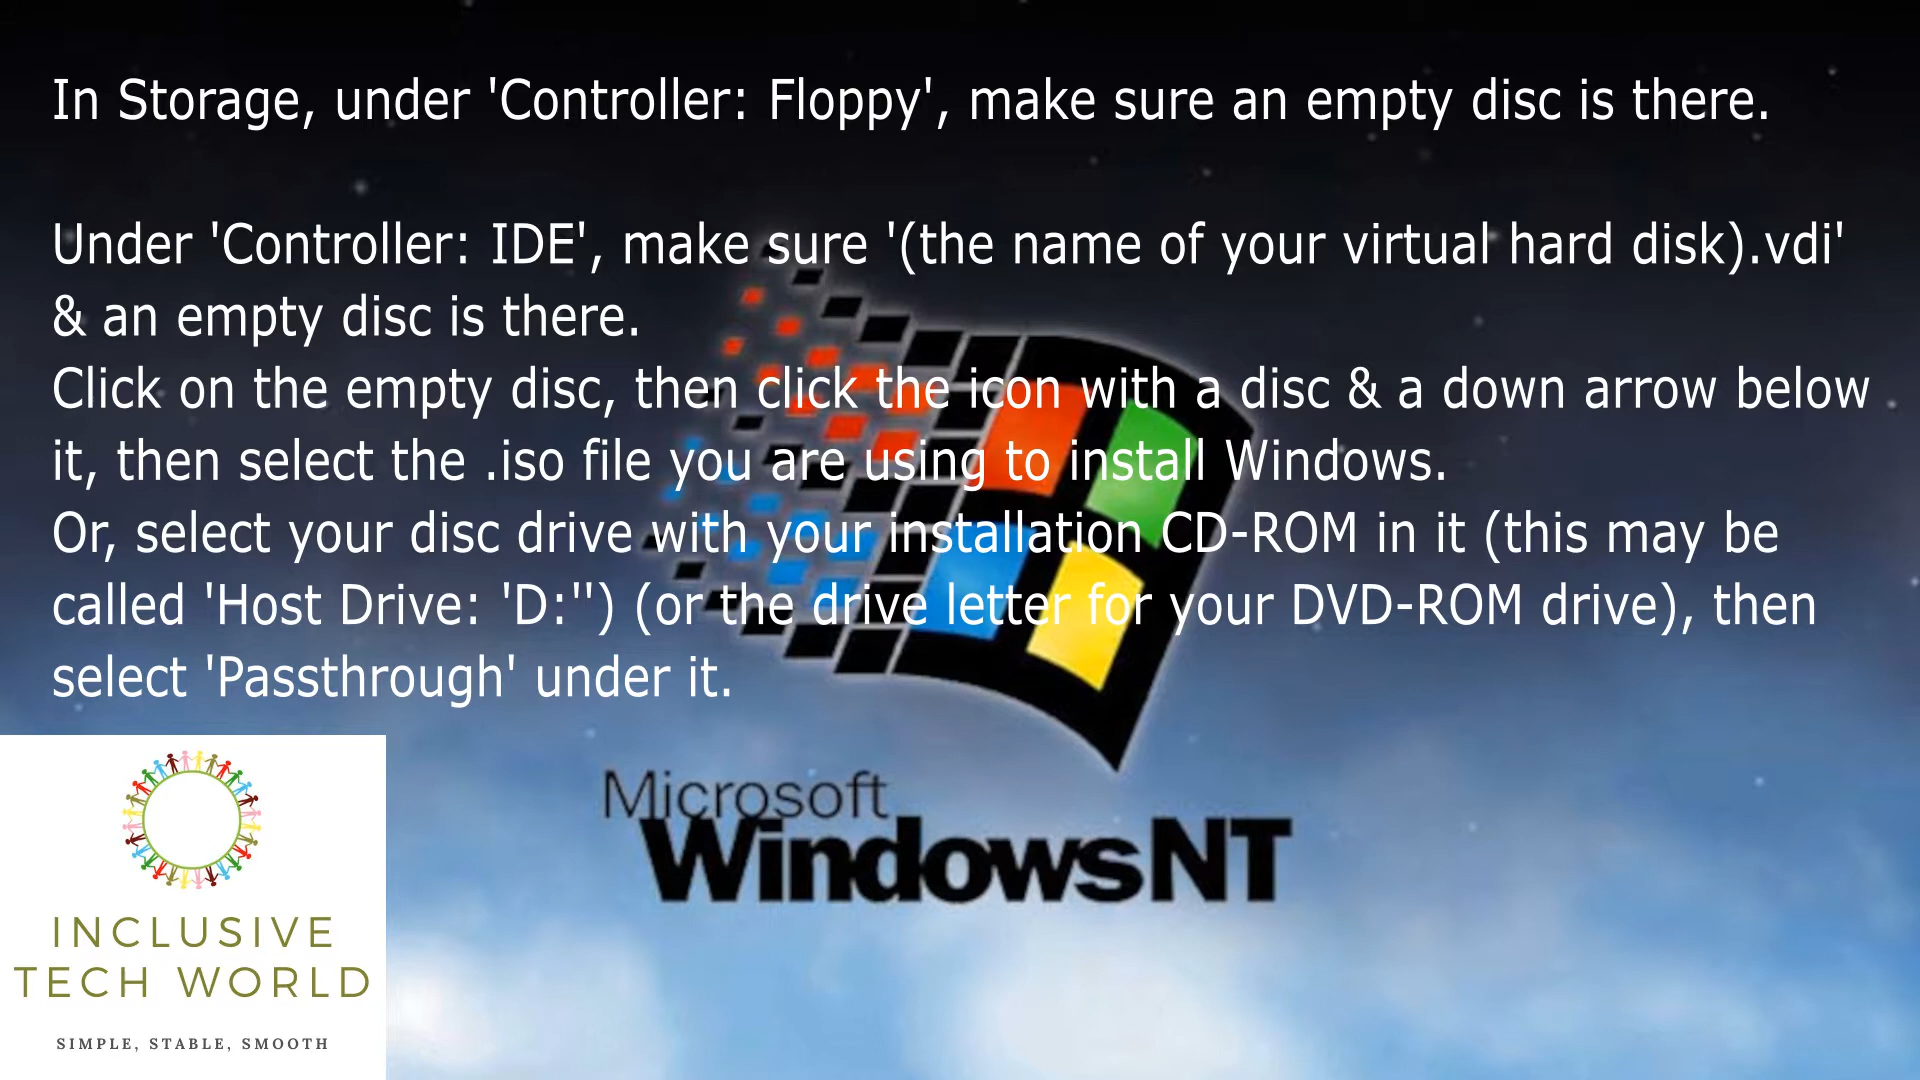 In Storage, under 'Controller: Floppy', make sure an empty disc is there.
Under 'Controller: IDE', make sure '(the name of your virtual hard disk).vdi'
& an empty disc is there.
Click on the empty disc, then click the icon with a disc & a down arrow below
it, then select the .iso file you are using to install Windows.
Or, select your disc drive with your installation CD-ROM in it (this may be
called 'Host Drive: 'D:'') (or the drive letter for your DVD-ROM drive), then
select 'Passthrough' under it.
Microsoft
WindowsNT
INCLUSIVE
TECH WORLD
SIMPLE, STABLE, SMOOTH